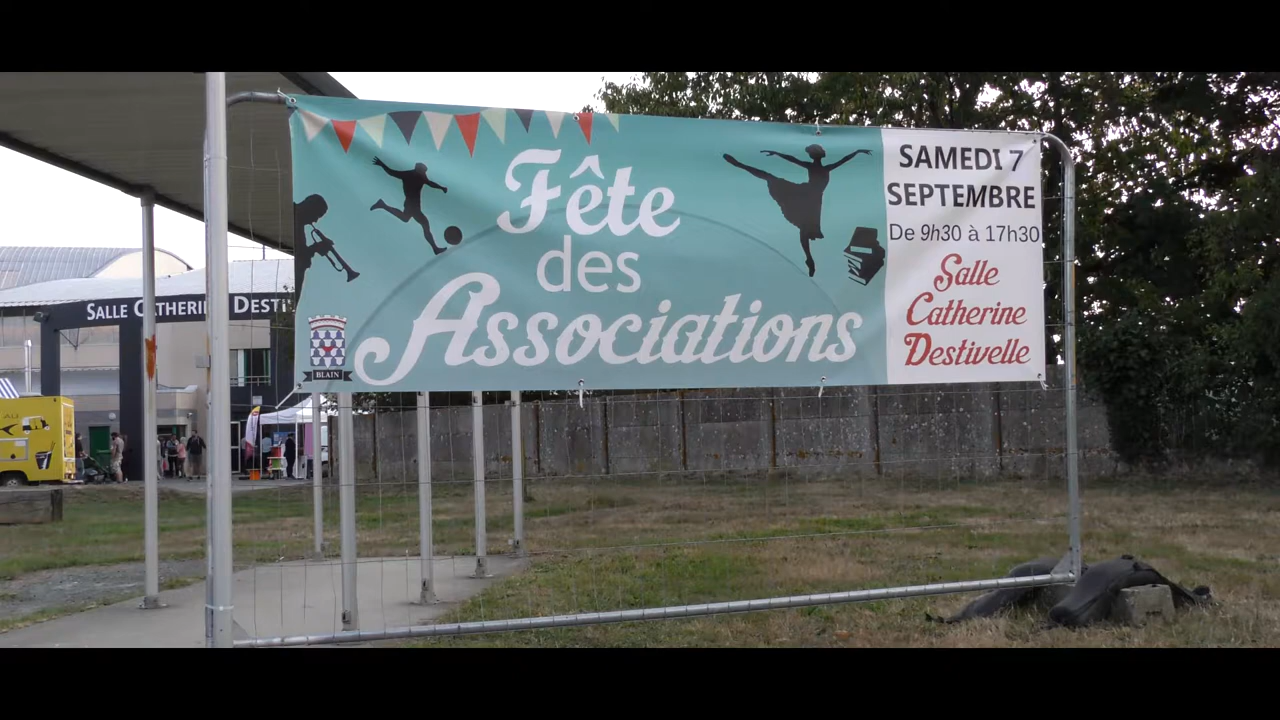 Fête
des
Associations
BLAIN
SAMEDI 7
SEPTEMBRE
De 9h30 à 17h30
Salle
Catherine
Destivelle
SALLE CATHERINE DESTI